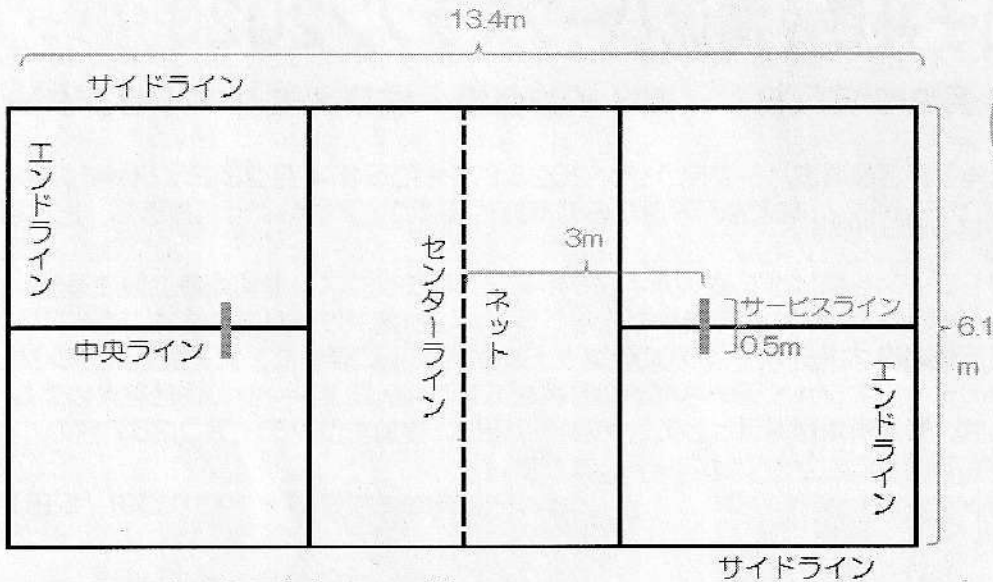 13.4m
サイドライン
エンドライン
センターライン
ネット
3m
サービスライン
0.5m
中央ライン
6.1
m
エンドライン
サイドライン